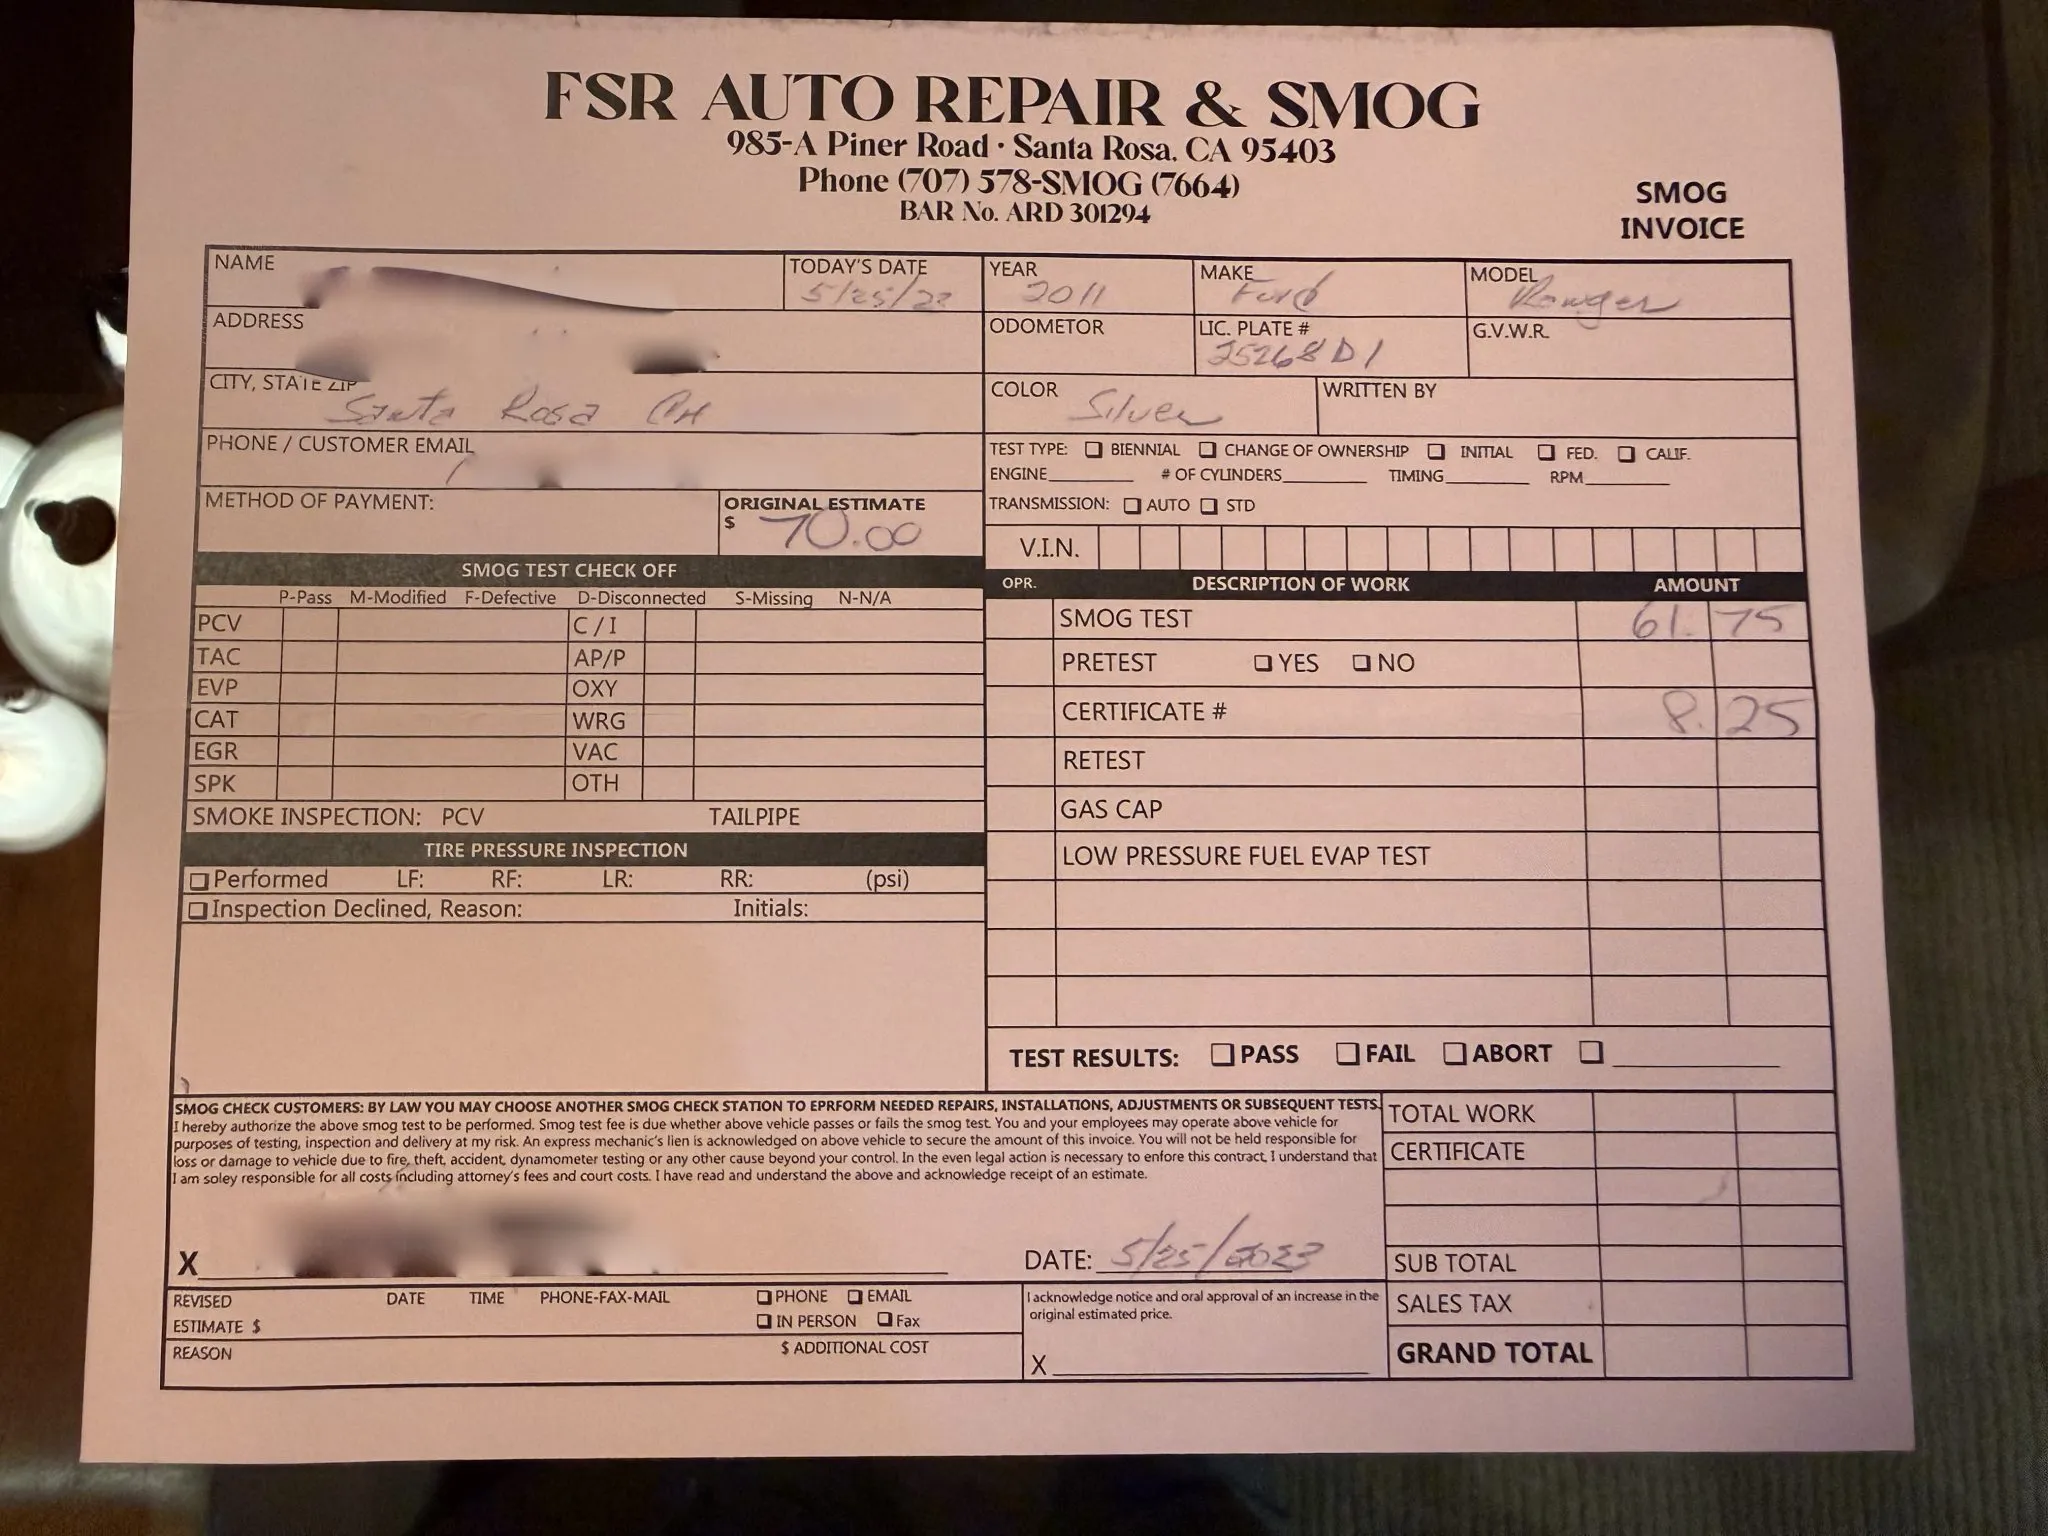 FSR AUTO REPAIR & SMOG
985-A Piner Road · Santa Rosa, CA 95403
Phone (707) 578-SMOG (7664)
BAR No. ARD 301294
SMOG
INVOICE
NAME
TODAY'S DATE
5/25/23
YEAR
2011
MAKE
Ford
MODEL
Ranger
ADDRESS
ODOMETOR
LIC. PLATE #
25268D1
G.V.W.R.
CITY, STATE ZIP
Santa Rosa CA
COLOR
Silver
WRITTEN BY
PHONE / CUSTOMER EMAIL
TEST TYPE: BIENNIAL CHANGE OF OWNERSHIP INITIAL FED. CALIF.
ENGINE # OF CYLINDERS TIMING RPM
METHOD OF PAYMENT:
ORIGINAL ESTIMATE
$ 70.00
TRANSMISSION: AUTO STD
V.I.N.
SMOG TEST CHECK OFF
P-Pass M-Modified F-Defective D-Disconnected S-Missing N-N/A
PCV C / I
TAC AP/P
EVP OXY
CAT WRG
EGR VAC
SPK OTH
SMOKE INSPECTION: PCV TAILPIPE
TIRE PRESSURE INSPECTION
Performed LF: RF: LR: RR: (psi)
Inspection Declined, Reason: Initials:
OPR. DESCRIPTION OF WORK AMOUNT
SMOG TEST 61.75
PRETEST YES NO
CERTIFICATE # 8.25
RETEST
GAS CAP
LOW PRESSURE FUEL EVAP TEST
TEST RESULTS: PASS FAIL ABORT
SMOG CHECK CUSTOMERS: BY LAW YOU MAY CHOOSE ANOTHER SMOG CHECK STATION TO EPRFORM NEEDED REPAIRS, INSTALLATIONS, ADJUSTMENTS OR SUBSEQUENT TESTS.
I hereby authorize the above smog test to be performed. Smog test fee is due whether above vehicle passes or fails the smog test. You and your employees may operate above vehicle for
purposes of testing, inspection and delivery at my risk. An express mechanic's lien is acknowledged on above vehicle to secure the amount of this invoice. You will not be held responsible for
loss or damage to vehicle due to fire, theft, accident, dynamometer testing or any other cause beyond your control. In the even legal action is necessary to enfore this contract, I understand that
I am soley responsible for all costs including attorney's fees and court costs. I have read and understand the above and acknowledge receipt of an estimate.
X
DATE: 5/25/2023
REVISED
ESTIMATE $
DATE TIME PHONE-FAX-MAIL
PHONE EMAIL
IN PERSON Fax
REASON
$ ADDITIONAL COST
I acknowledge notice and oral approval of an increase in the
original estimated price.
X
TOTAL WORK
CERTIFICATE
SUB TOTAL
SALES TAX
GRAND TOTAL